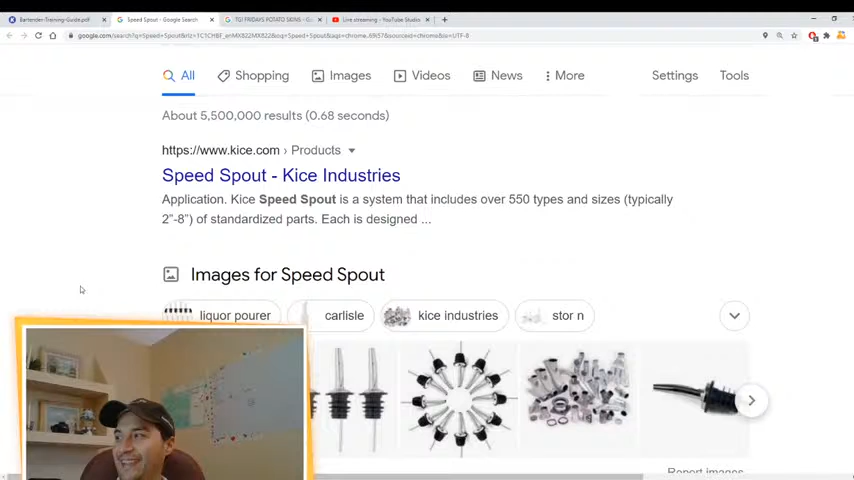 Bartender-Training-Guide.pdf
Speed Spout - Google Search
TGI FRIDAYS POTATO SKINS - G
Live streaming - YouTube Studio
All
Shopping
Images
Videos
News
More
Settings
Tools
About 5,500,000 results (0.68 seconds)
https://www.kice.com › Products
Speed Spout - Kice Industries
Application. Kice Speed Spout is a system that includes over 550 types and sizes (typically
2"-8") of standardized parts. Each is designed ...
Images for Speed Spout
liquor pourer
carlisle
kice industries
stor n
Report images